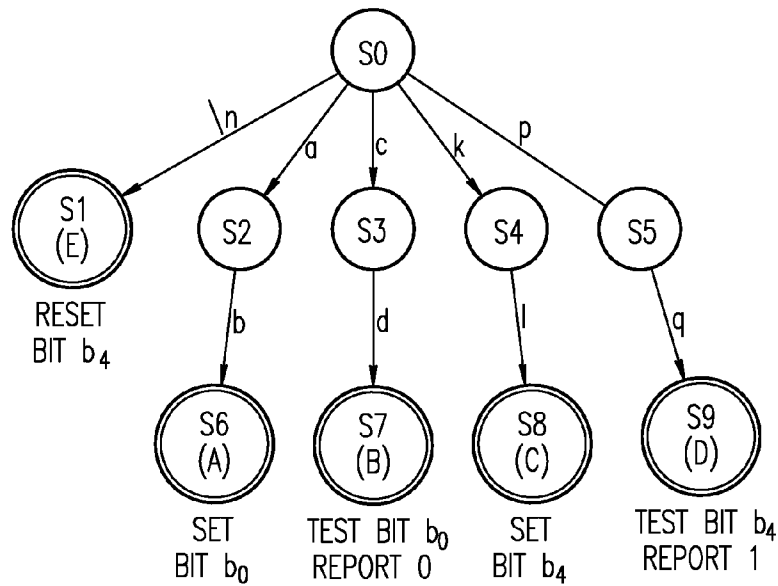 S0
\n
a
c
k
p
S1
(E)
S2
S3
S4
S5
RESET
BIT b₄
b
d
l
q
S6
(A)
S7
(B)
S8
(C)
S9
(D)
SET
BIT b₀
TEST BIT b₀
REPORT 0
SET
BIT b₄
TEST BIT b₄
REPORT 1